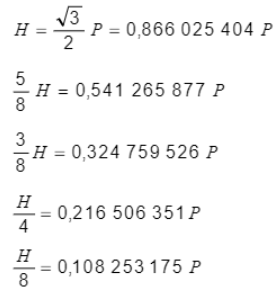 H = √3/2 P = 0,866 025 404 P
5/8 H = 0,541 265 877 P
3/8 H = 0,324 759 526 P
H/4 = 0,216 506 351 P
H/8 = 0,108 253 175 P